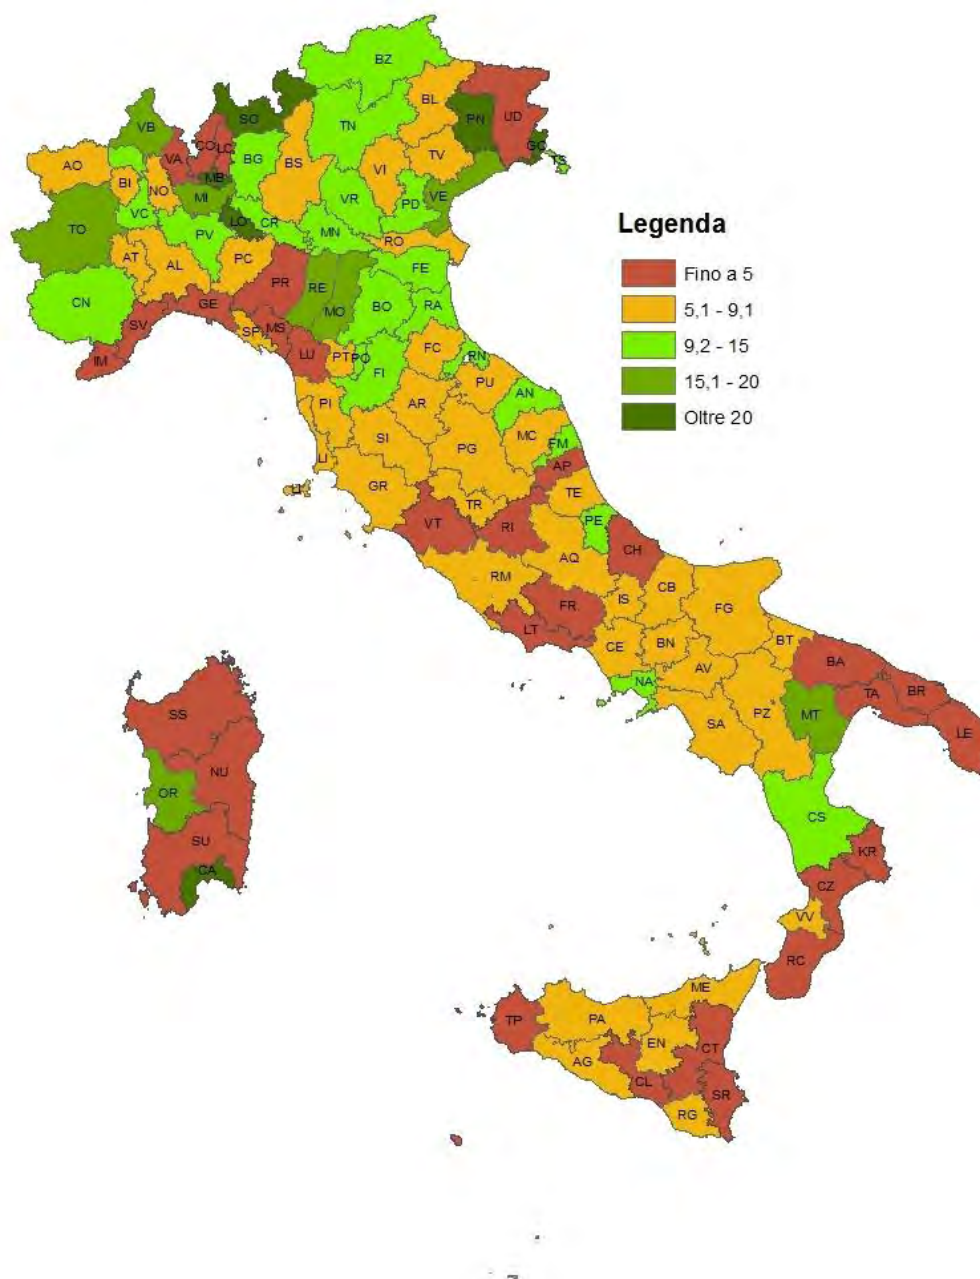 BZ
BL
UD
SO
PN
VB
TN
CO
LC
GO
VA
BG
BS
TV
TS
AO
VI
MB
BI
NO
MI
VR
PD
VE
VC
LO
CR
TO
PV
MN
RO
AT
AL
PC
FE
PR
RE
CN
GE
BO
RA
MO
SV
SP
MS
FC
LU
PT
PO
RN
IM
FI
PU
AN
PI
AR
MC
SI
FM
PG
LI
AP
GR
TE
LI
TR
PE
VT
RI
CH
AQ
RM
CB
IS
FR
FG
LT
BT
CE
BN
BA
AV
NA
BR
TA
SS
PZ
MT
SA
LE
NU
OR
CS
SU
KR
CA
CZ
VV
RC
ME
TP
PA
EN
CT
AG
CL
SR
RG
Legenda
Fino a 5
5,1 - 9,1
9,2 - 15
15,1 - 20
Oltre 20